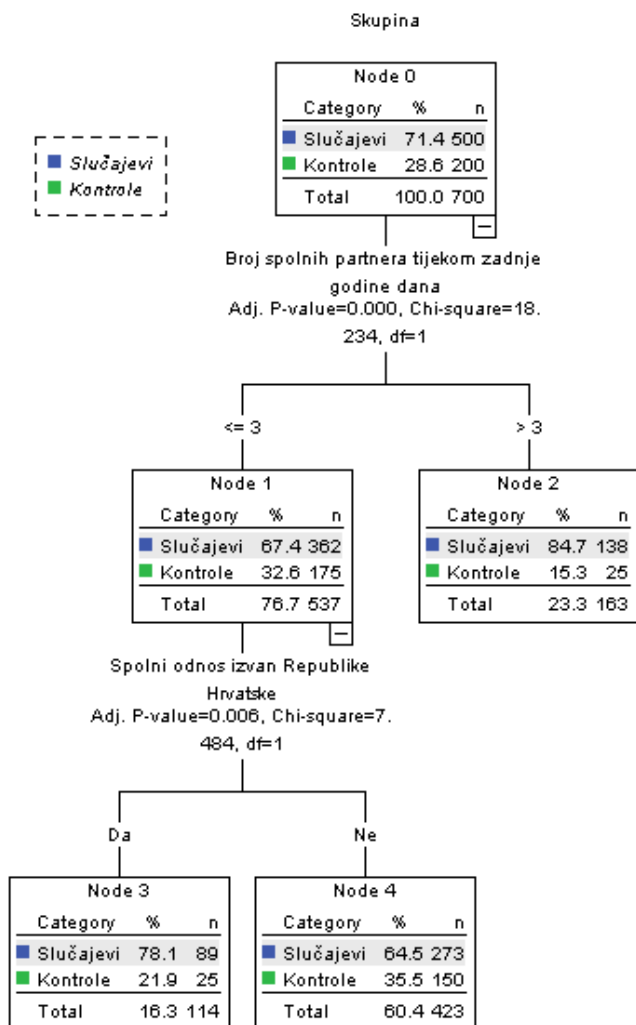 Skupina
Node 0
Category % n
Slučajevi 71.4 500
Kontrole 28.6 200
Total 100.0 700
Slučajevi
Kontrole
Broj spolnih partnera tijekom zadnje
godine dana
Adj. P-value=0.000, Chi-square=18.
234, df=1
<= 3
> 3
Node 1
Category % n
Slučajevi 67.4 362
Kontrole 32.6 175
Total 76.7 537
Node 2
Category % n
Slučajevi 84.7 138
Kontrole 15.3 25
Total 23.3 163
Spolni odnos izvan Republike
Hrvatske
Adj. P-value=0.006, Chi-square=7.
484, df=1
Da
Ne
Node 3
Category % n
Slučajevi 78.1 89
Kontrole 21.9 25
Total 16.3 114
Node 4
Category % n
Slučajevi 64.5 273
Kontrole 35.5 150
Total 60.4 423